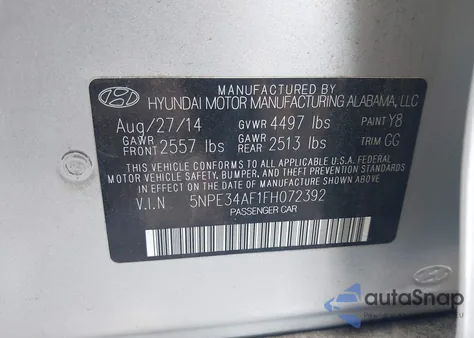 MANUFACTURED BY
HYUNDAI MOTOR MANUFACTURING ALABAMA, LLC
Aug/27/14 GVWR 4497 lbs PAINT Y8
GAWR FRONT 2557 lbs GAWR REAR 2513 lbs TRIM GG
THIS VEHICLE CONFORMS TO ALL APPLICABLE U.S.A FEDERAL
MOTOR VEHICLE SAFETY, BUMPER, AND THEFT PREVENTION STANDARDS
IN EFFECT ON THE DATE OF MANUFACTURE SHOWN ABOVE.
V.I.N 5NPE34AF1FH072392
PASSENGER CAR
autoSnap